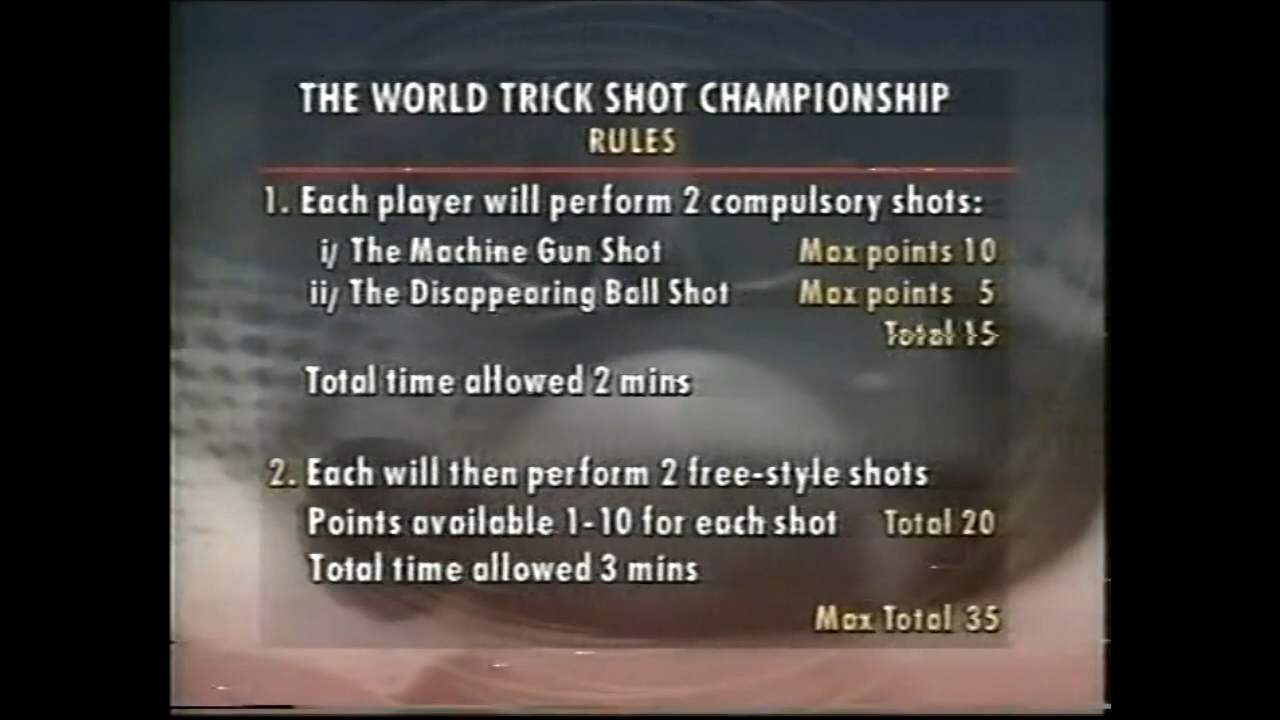 THE WORLD TRICK SHOT CHAMPIONSHIP
RULES
1. Each player will perform 2 compulsory shots:
i/ The Machine Gun Shot Max points 10
ii/ The Disappearing Ball Shot Max points 5
Total 15
Total time allowed 2 mins
2. Each will then perform 2 free-style shots
Points available 1-10 for each shot Total 20
Total time allowed 3 mins
Max Total 35